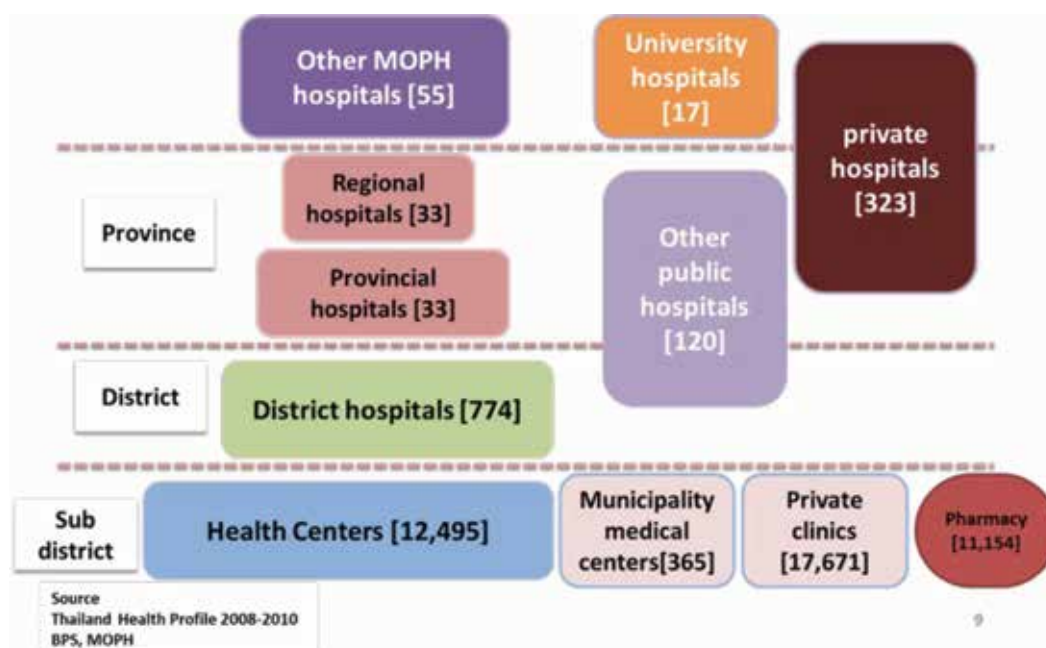 Other MOPH
hospitals [55]
University
hospitals
[17]
private
hospitals
[323]
Province
Regional
hospitals [33]
Provincial
hospitals [33]
Other
public
hospitals
[120]
District
District hospitals [774]
Sub
district
Health Centers [12,495]
Municipality
medical
centers[365]
Private
clinics
[17,671]
Pharmacy
[11,154]
Source
Thailand Health Profile 2008-2010
BPS, MOPH
9